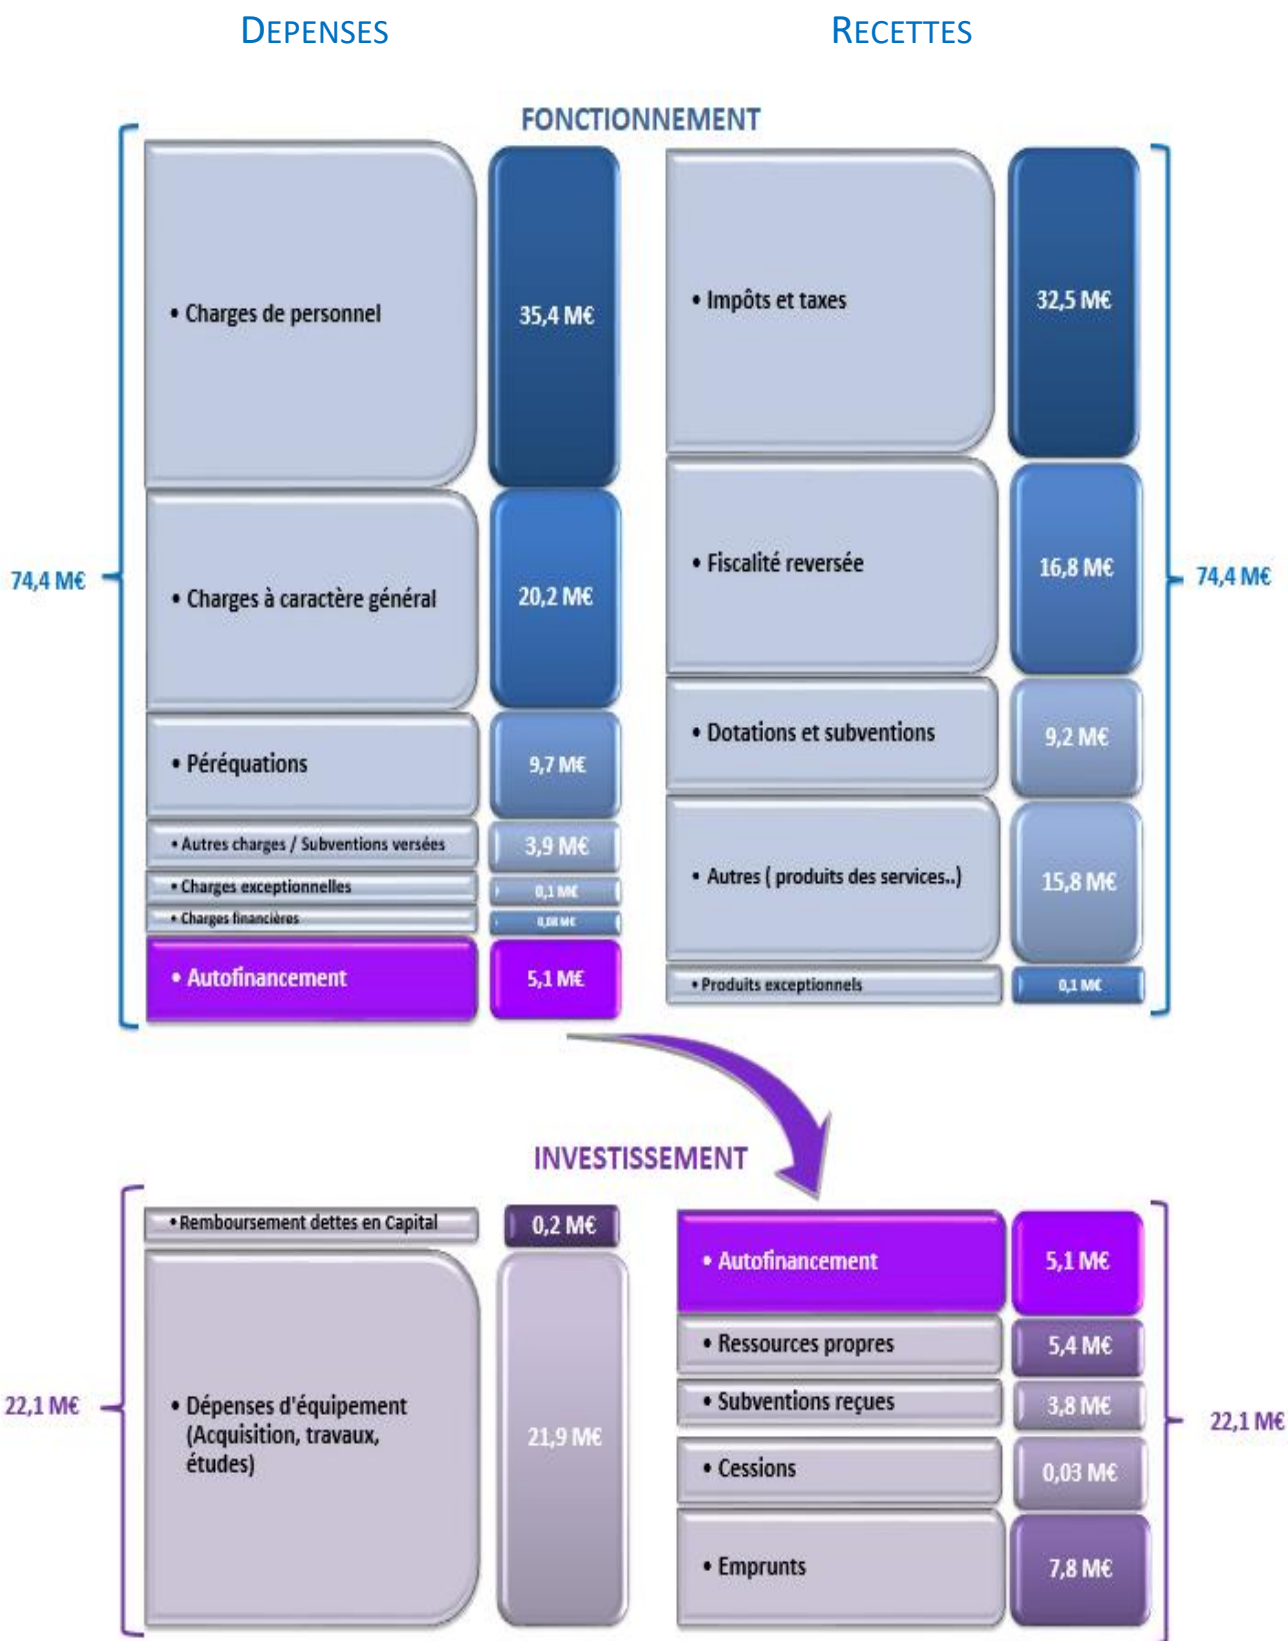 DEPENSES
RECETTES
FONCTIONNEMENT
74,4 M€
• Charges de personnel
35,4 M€
• Charges à caractère général
20,2 M€
• Péréquations
9,7 M€
• Autres charges / Subventions versées
3,9 M€
• Charges exceptionnelles
0,1 M€
• Charges financières
0,08 M€
• Autofinancement
5,1 M€
• Impôts et taxes
32,5 M€
• Fiscalité reversée
16,8 M€
• Dotations et subventions
9,2 M€
• Autres ( produits des services..)
15,8 M€
• Produits exceptionnels
0,1 M€
74,4 M€
INVESTISSEMENT
22,1 M€
• Remboursement dettes en Capital
0,2 M€
• Dépenses d'équipement
(Acquisition, travaux,
études)
21,9 M€
• Autofinancement
5,1 M€
• Ressources propres
5,4 M€
• Subventions reçues
3,8 M€
• Cessions
0,03 M€
• Emprunts
7,8 M€
22,1 M€